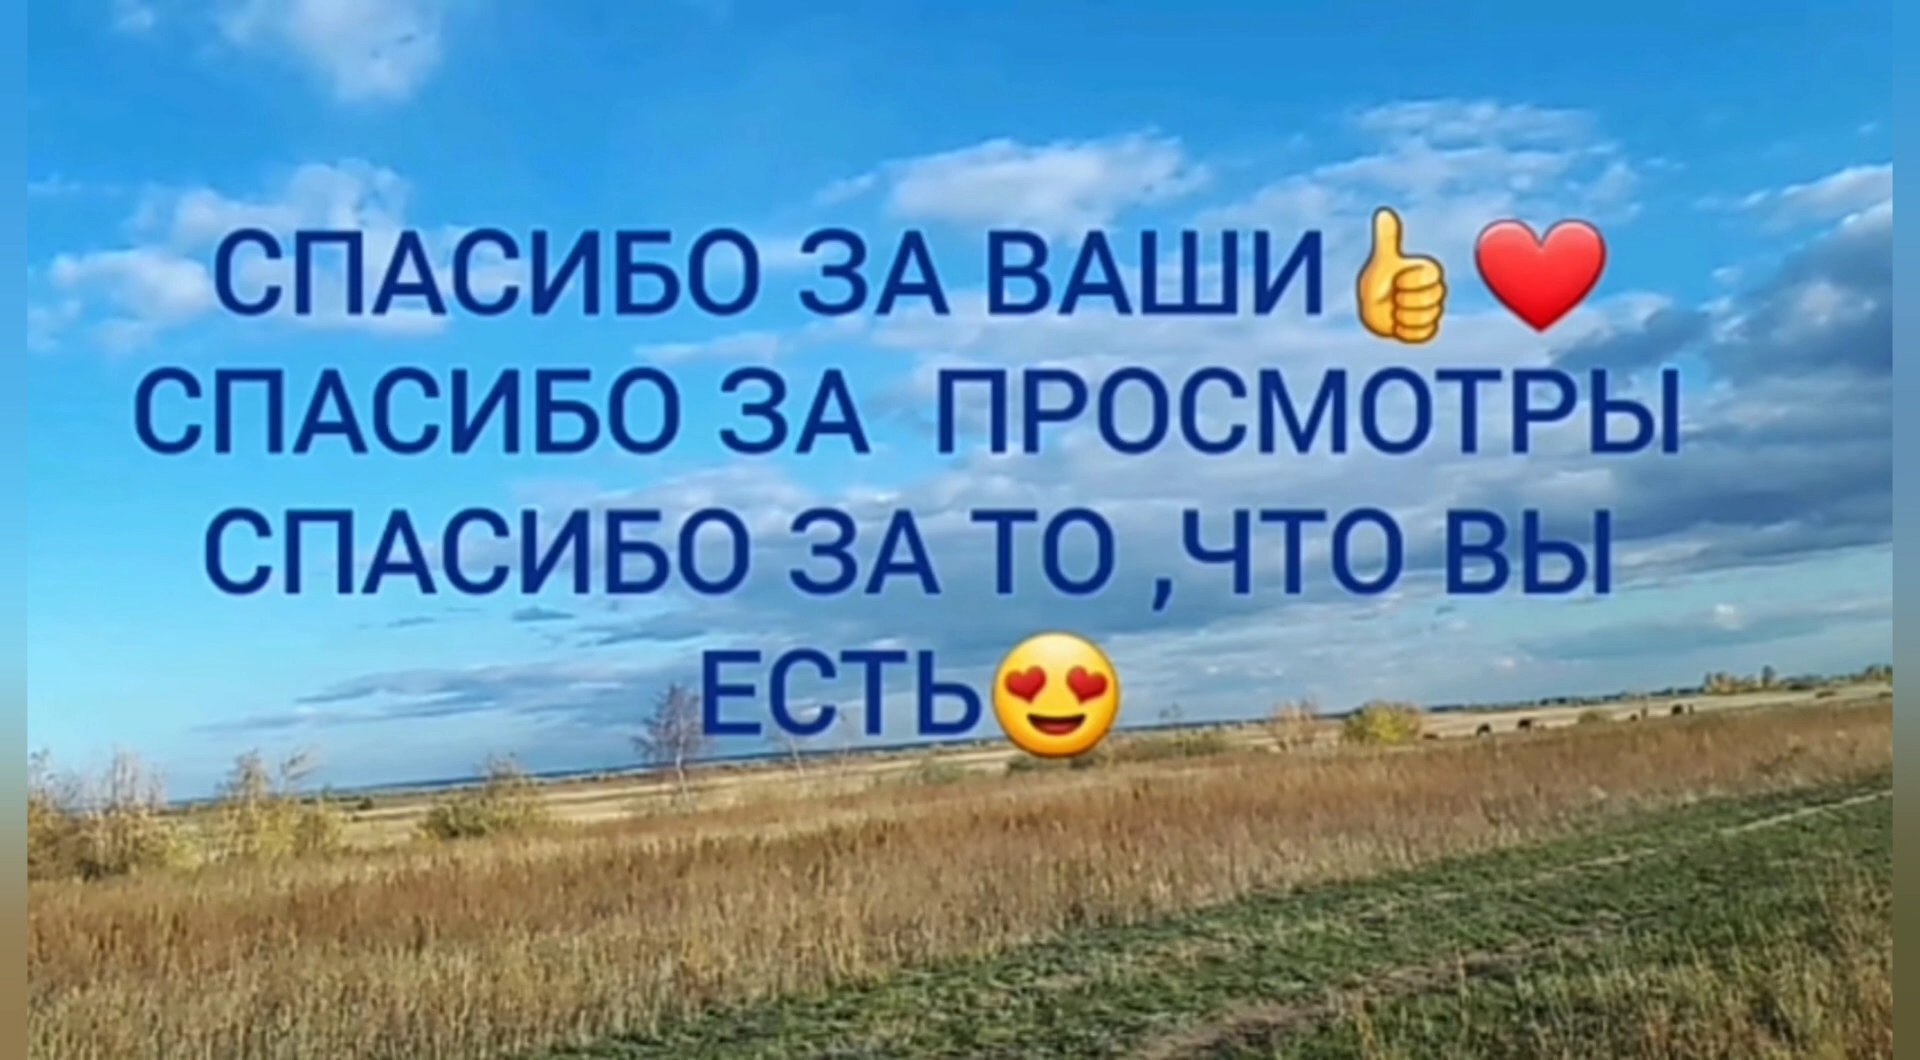 СПАСИБО ЗА ВАШИ👍❤️
СПАСИБО ЗА ПРОСМОТРЫ
СПАСИБО ЗА ТО ,ЧТО ВЫ
ЕСТЬ😍